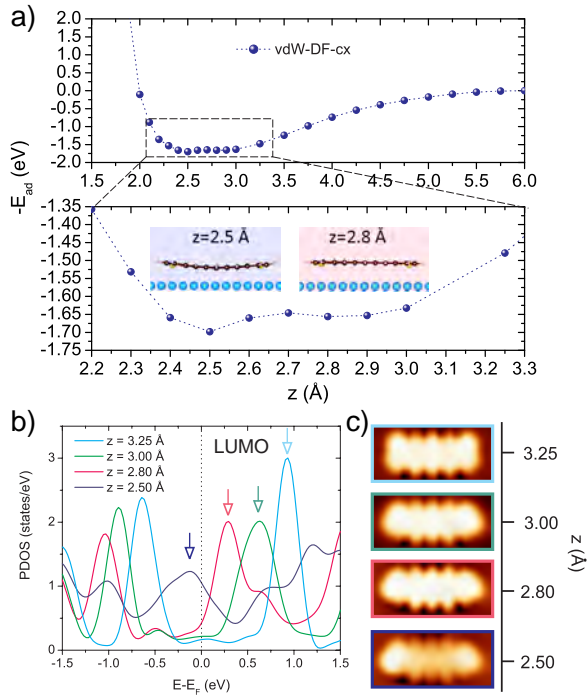 a)
2.0
1.5
1.0
0.5
0.0
-0.5
-1.0
-1.5
-2.0
vdW-DF-cx
1.5 2.0 2.5 3.0 3.5 4.0 4.5 5.0 5.5 6.0
-E_ad (eV)
-1.35
-1.40
-1.45
-1.50
-1.55
-1.60
-1.65
-1.70
-1.75
z=2.5 Å z=2.8 Å
2.2 2.3 2.4 2.5 2.6 2.7 2.8 2.9 3.0 3.1 3.2 3.3
z (Å)
b)
z = 3.25 Å
z = 3.00 Å
z = 2.80 Å
z = 2.50 Å
LUMO
PDOS (states/eV)
3
2
1
0
-1.5 -1.0 -0.5 0.0 0.5 1.0 1.5
E-E_F (eV)
c)
3.25
3.00
2.80
2.50
z (Å)